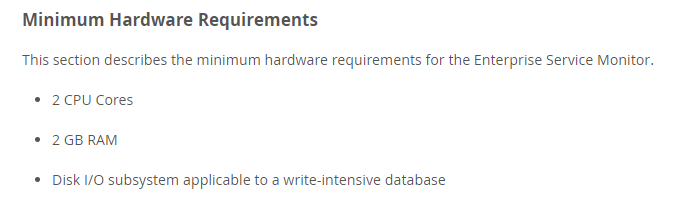 Minimum Hardware Requirements
This section describes the minimum hardware requirements for the Enterprise Service Monitor.
• 2 CPU Cores
• 2 GB RAM
• Disk I/O subsystem applicable to a write-intensive database